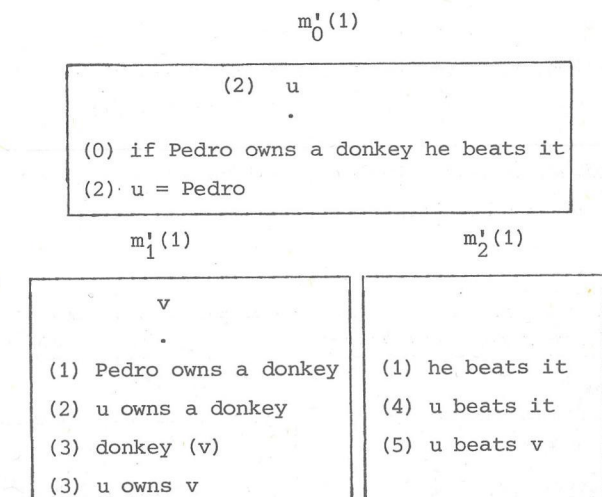 m'0(1)
(2) u
.
(0) if Pedro owns a donkey he beats it
(2) u = Pedro
m'1(1)
m'2(1)
v
.
(1) Pedro owns a donkey
(2) u owns a donkey
(3) donkey (v)
(3) u owns v
(1) he beats it
(4) u beats it
(5) u beats v